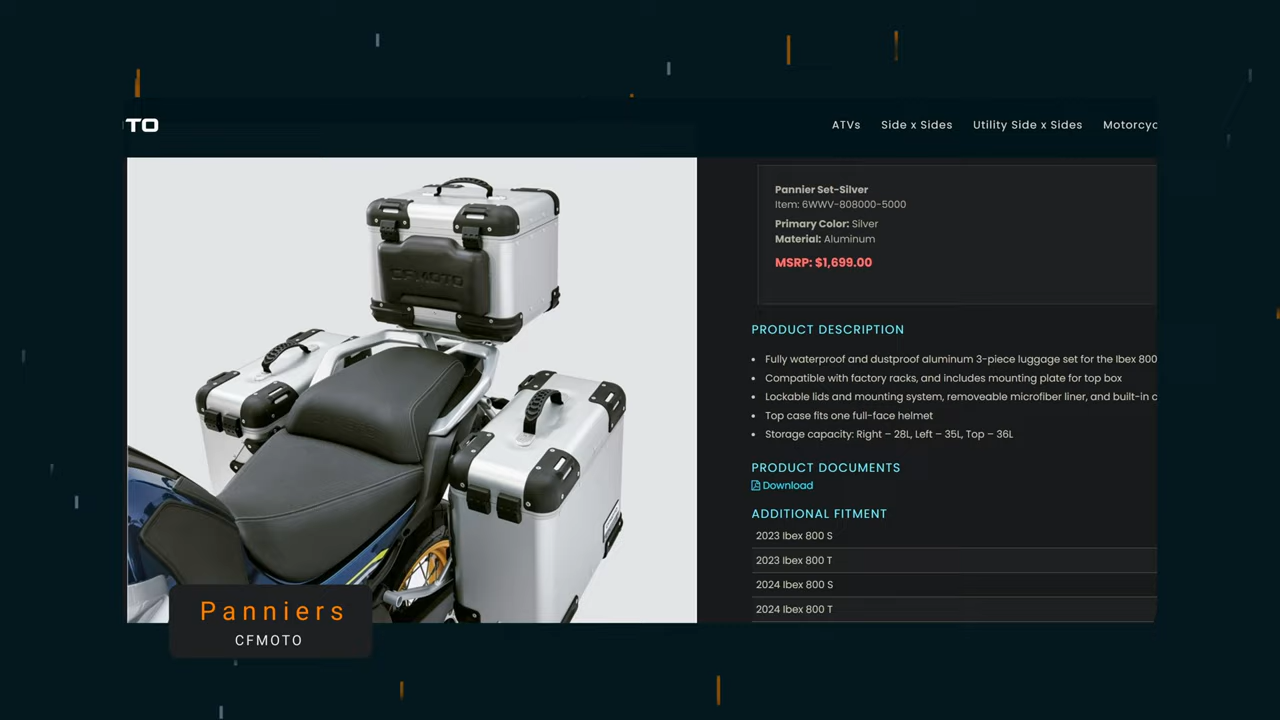 TO
ATVs Side x Sides Utility Side x Sides Motorcyc
Pannier Set-Silver
Item: 6WWV-808000-5000
Primary Color: Silver
Material: Aluminum
MSRP: $1,699.00
CFMOTO
PRODUCT DESCRIPTION
• Fully waterproof and dustproof aluminum 3-piece luggage set for the Ibex 800
• Compatible with factory racks, and includes mounting plate for top box
• Lockable lids and mounting system, removeable microfiber liner, and built-in c
• Top case fits one full-face helmet
• Storage capacity: Right – 28L, Left – 35L, Top – 36L
PRODUCT DOCUMENTS
Download
ADDITIONAL FITMENT
2023 Ibex 800 S
2023 Ibex 800 T
2024 Ibex 800 S
2024 Ibex 800 T
Panniers
CFMOTO